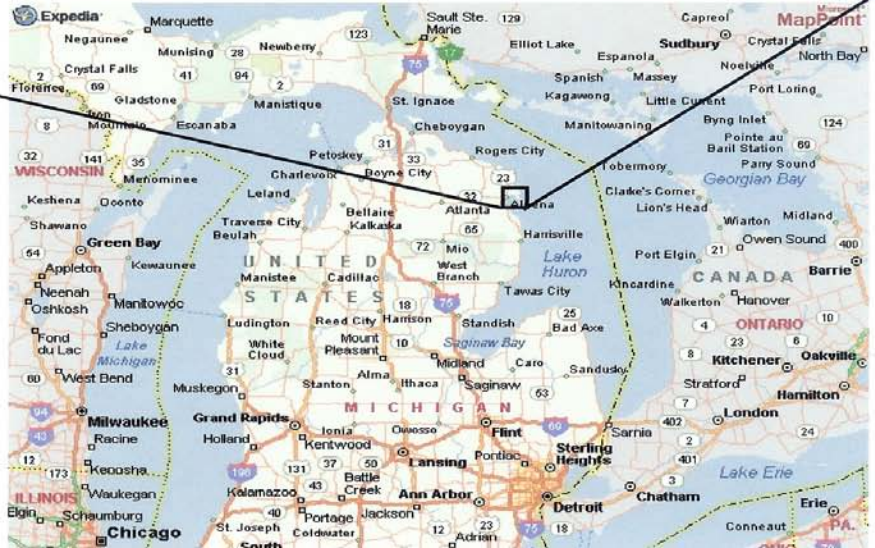 Expedia
Marquette
Sault Ste.
Marie
129
Capreol
Microsoft
MapPoint
Negaunee
Munising
28
Newberry
123
17
Elliot Lake
Sudbury
Crystal Falls
North Bay
Crystal Falls
2
69
41
94
2
75
Espanola
Noelville
Florence
Gladstone
Manistique
St. Ignace
Spanish
Massey
Kagawong
Little Current
Port Loring
Iron
Mountain
8
Escanaba
Cheboygan
Manitowaning
Byng Inlet
124
Pointe au
Baril Station
69
32
141
35
WISCONSIN
Menominee
Petoskey
31
33
Rogers City
Tobermory
Parry Sound
Georgian Bay
Charlevoix
Boyne City
23
Keshena
Oconto
Leland
32
Atlanta
Alpena
Clarke's Corner
Lion's Head
Shawano
Traverse City
Bellaire
Kalkaska
65
Harrisville
Wiarton
Midland
54
Green Bay
Beulah
72
Mio
Lake
Huron
Port Elgin
21
Owen Sound
400
Appleton
Kewaunee
UNITED
STATES
Manistee
Cadillac
West
Branch
CANADA
Barrie
Neenah
Oshkosh
Manitowoc
75
Tawas City
Kincardine
Walkerton
Hanover
Sheboygan
Ludington
Reed City
18
Harrison
Standish
25
Bad Axe
4
ONTARIO
10
Fond
du Lac
Lake
Michigan
White
Cloud
Mount
Pleasant
10
Saginaw Bay
23
6
8
Kitchener
Oakville
60
West Bend
31
Midland
Caro
Sandusky
Stratford
Muskegon
Stanton
Alma
Ithaca
Saginaw
53
Hamilton
94
43
Milwaukee
Grand Rapids
MICHIGAN
7
London
Racine
Holland
Ionia
Kentwood
Owosso
Flint
69
Sarnia
402
24
12
173
Kenosha
196
131
37
50
Lansing
Pontiac
Sterling
Heights
2
401
Waukegan
Kalamazoo
43
Battle
Creek
Ann Arbor
3
Chatham
Lake Erie
ILLINOIS
Elgin
Schaumburg
40
Portage
Jackson
Detroit
Erie
Chicago
St. Joseph
Coldwater
12
23
Adrian
75
18
Conneaut
PA.
South